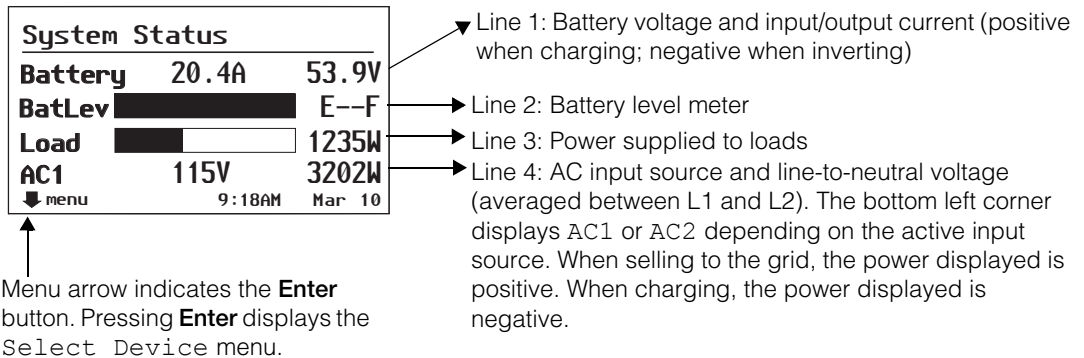 System Status
Battery 20.4A 53.9V
BatLev E--F
Load 1235W
AC1 115V 3202W
menu 9:18AM Mar 10
Line 1: Battery voltage and input/output current (positive
when charging; negative when inverting)
Line 2: Battery level meter
Line 3: Power supplied to loads
Line 4: AC input source and line-to-neutral voltage
(averaged between L1 and L2). The bottom left corner
displays AC1 or AC2 depending on the active input
source. When selling to the grid, the power displayed is
positive. When charging, the power displayed is
negative.
Menu arrow indicates the Enter
button. Pressing Enter displays the
Select Device menu.